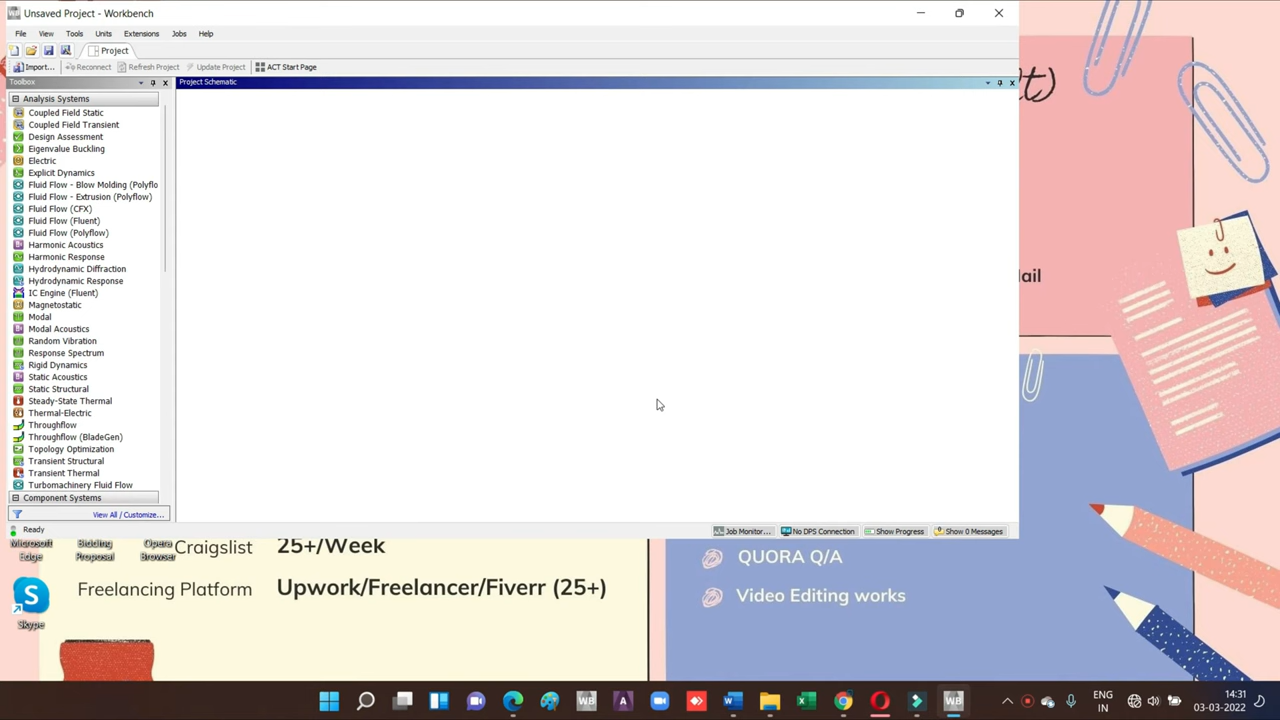 Unsaved Project - Workbench
File View Tools Units Extensions Jobs Help
Project
Import... Reconnect Refresh Project Update Project ACT Start Page
Toolbox
Project Schematic
Analysis Systems
Coupled Field Static
Coupled Field Transient
Design Assessment
Eigenvalue Buckling
Electric
Explicit Dynamics
Fluid Flow - Blow Molding (Polyflo
Fluid Flow - Extrusion (Polyflow)
Fluid Flow (CFX)
Fluid Flow (Fluent)
Fluid Flow (Polyflow)
Harmonic Acoustics
Harmonic Response
Hydrodynamic Diffraction
Hydrodynamic Response
IC Engine (Fluent)
Magnetostatic
Modal
Modal Acoustics
Random Vibration
Response Spectrum
Rigid Dynamics
Static Acoustics
Static Structural
Steady-State Thermal
Thermal-Electric
Throughflow
Throughflow (BladeGen)
Topology Optimization
Transient Structural
Transient Thermal
Turbomachinery Fluid Flow
Component Systems
View All / Customize...
Ready
Job Monitor... No DPS Connection Show Progress Show 0 Messages
t)
ail
Microsoft Edge
Bidding Proposal
Opera Browser
Skype
Craigslist 25+/Week
Freelancing Platform Upwork/Freelancer/Fiverr (25+)
QUORA Q/A
Video Editing works
ENG
IN
14:31
03-03-2022